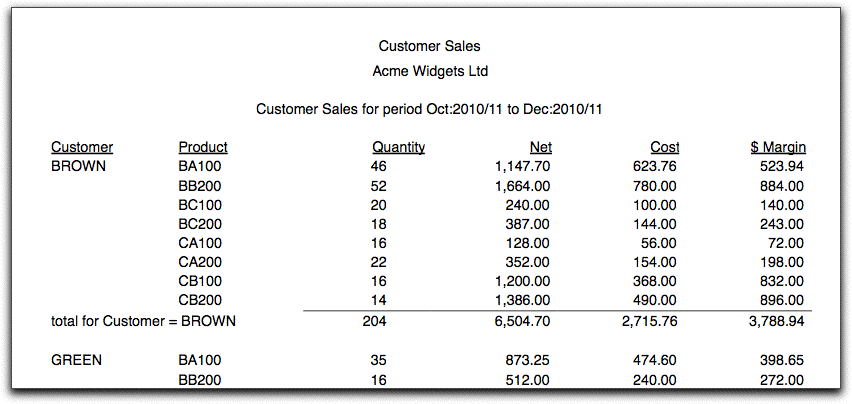 Customer Sales
Acme Widgets Ltd
Customer Sales for period Oct:2010/11 to Dec:2010/11
Customer Product Quantity Net Cost $ Margin
BROWN BA100 46 1,147.70 623.76 523.94
BB200 52 1,664.00 780.00 884.00
BC100 20 240.00 100.00 140.00
BC200 18 387.00 144.00 243.00
CA100 16 128.00 56.00 72.00
CA200 22 352.00 154.00 198.00
CB100 16 1,200.00 368.00 832.00
CB200 14 1,386.00 490.00 896.00
total for Customer = BROWN 204 6,504.70 2,715.76 3,788.94
GREEN BA100 35 873.25 474.60 398.65
BB200 16 512.00 240.00 272.00